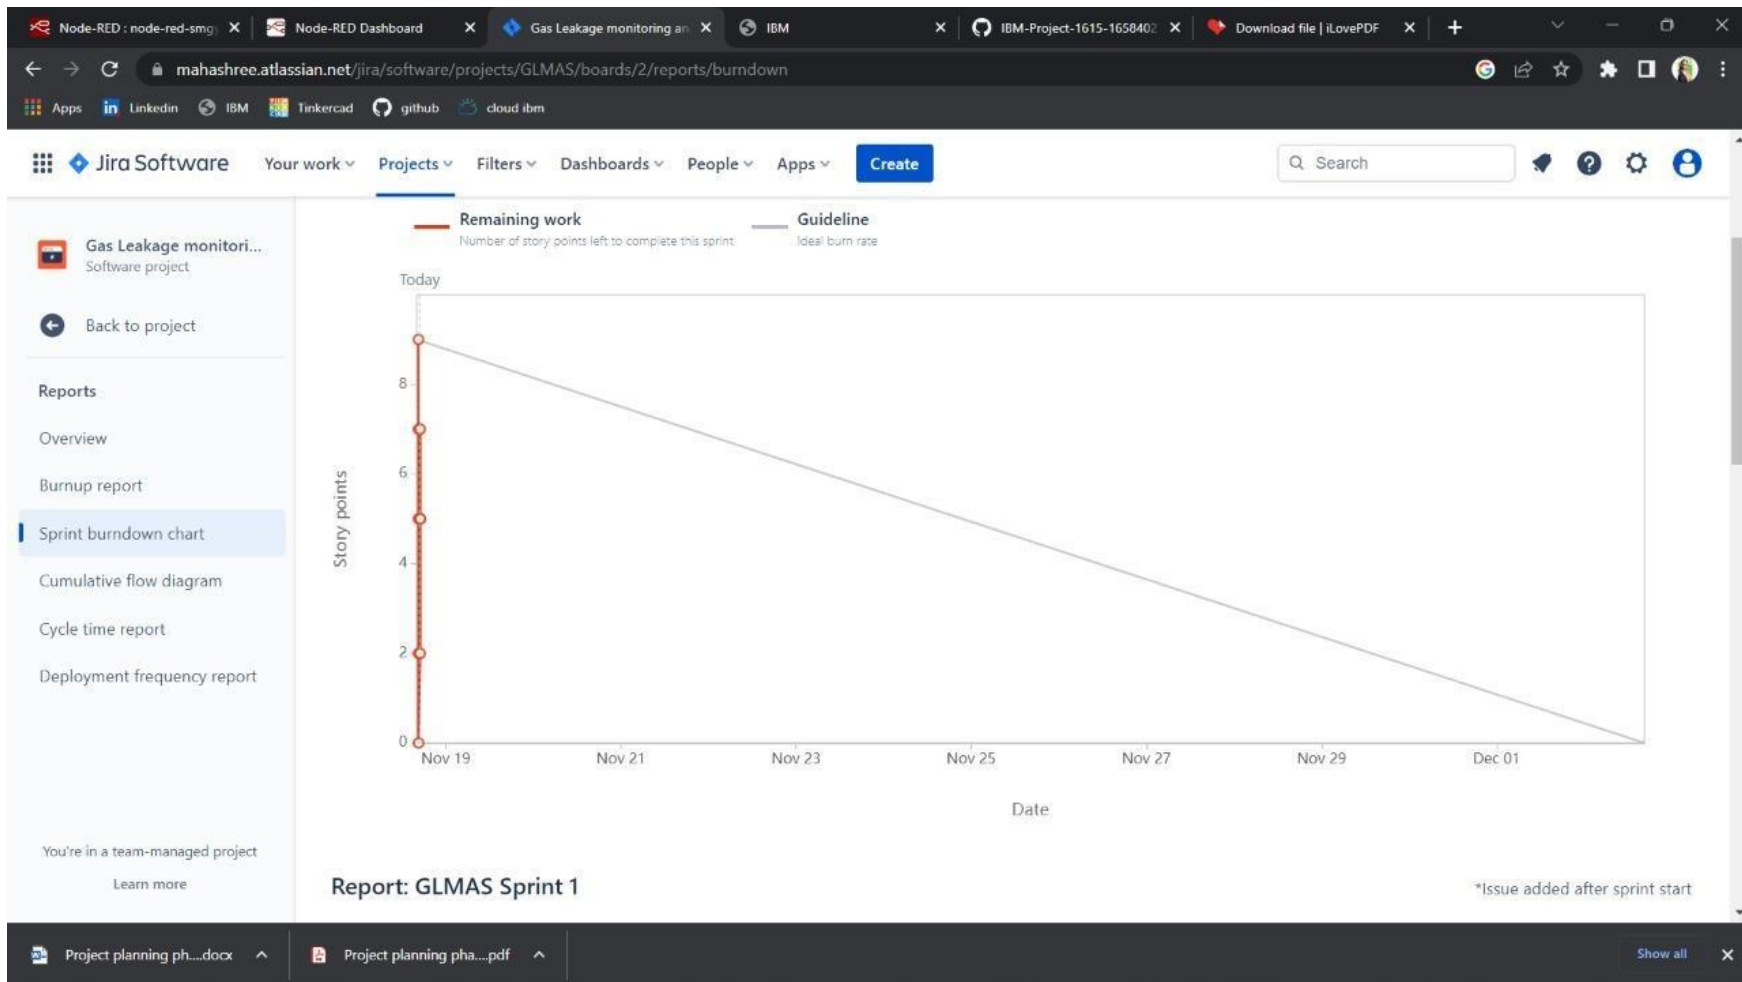 Node-RED : node-red-smg
Node-RED Dashboard
Gas Leakage monitoring an
IBM
IBM-Project-1615-1658402
Download file | iLovePDF
mahashree.atlassian.net/jira/software/projects/GLMAS/boards/2/reports/burndown
Apps
Linkedin
IBM
Tinkercad
github
cloud ibm
Jira Software
Your work
Projects
Filters
Dashboards
People
Apps
Create
Search
Gas Leakage monitori...
Software project
Back to project
Reports
Overview
Burnup report
Sprint burndown chart
Cumulative flow diagram
Cycle time report
Deployment frequency report
You're in a team-managed project
Learn more
Remaining work
Number of story points left to complete this sprint
Guideline
Ideal burn rate
Today
Story points
8
6
4
2
0
Nov 19
Nov 21
Nov 23
Nov 25
Nov 27
Nov 29
Dec 01
Date
Report: GLMAS Sprint 1
*Issue added after sprint start
Project planning ph....docx
Project planning pha....pdf
Show all